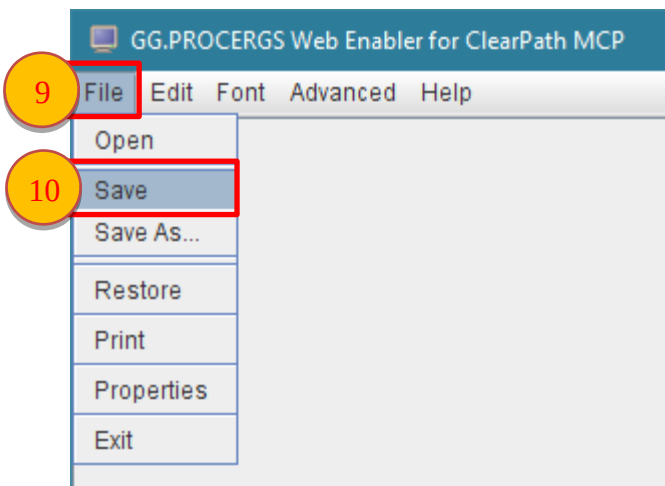 GG.PROCERGS Web Enabler for ClearPath MCP
9
File Edit Font Advanced Help
Open
10
Save
Save As...
Restore
Print
Properties
Exit